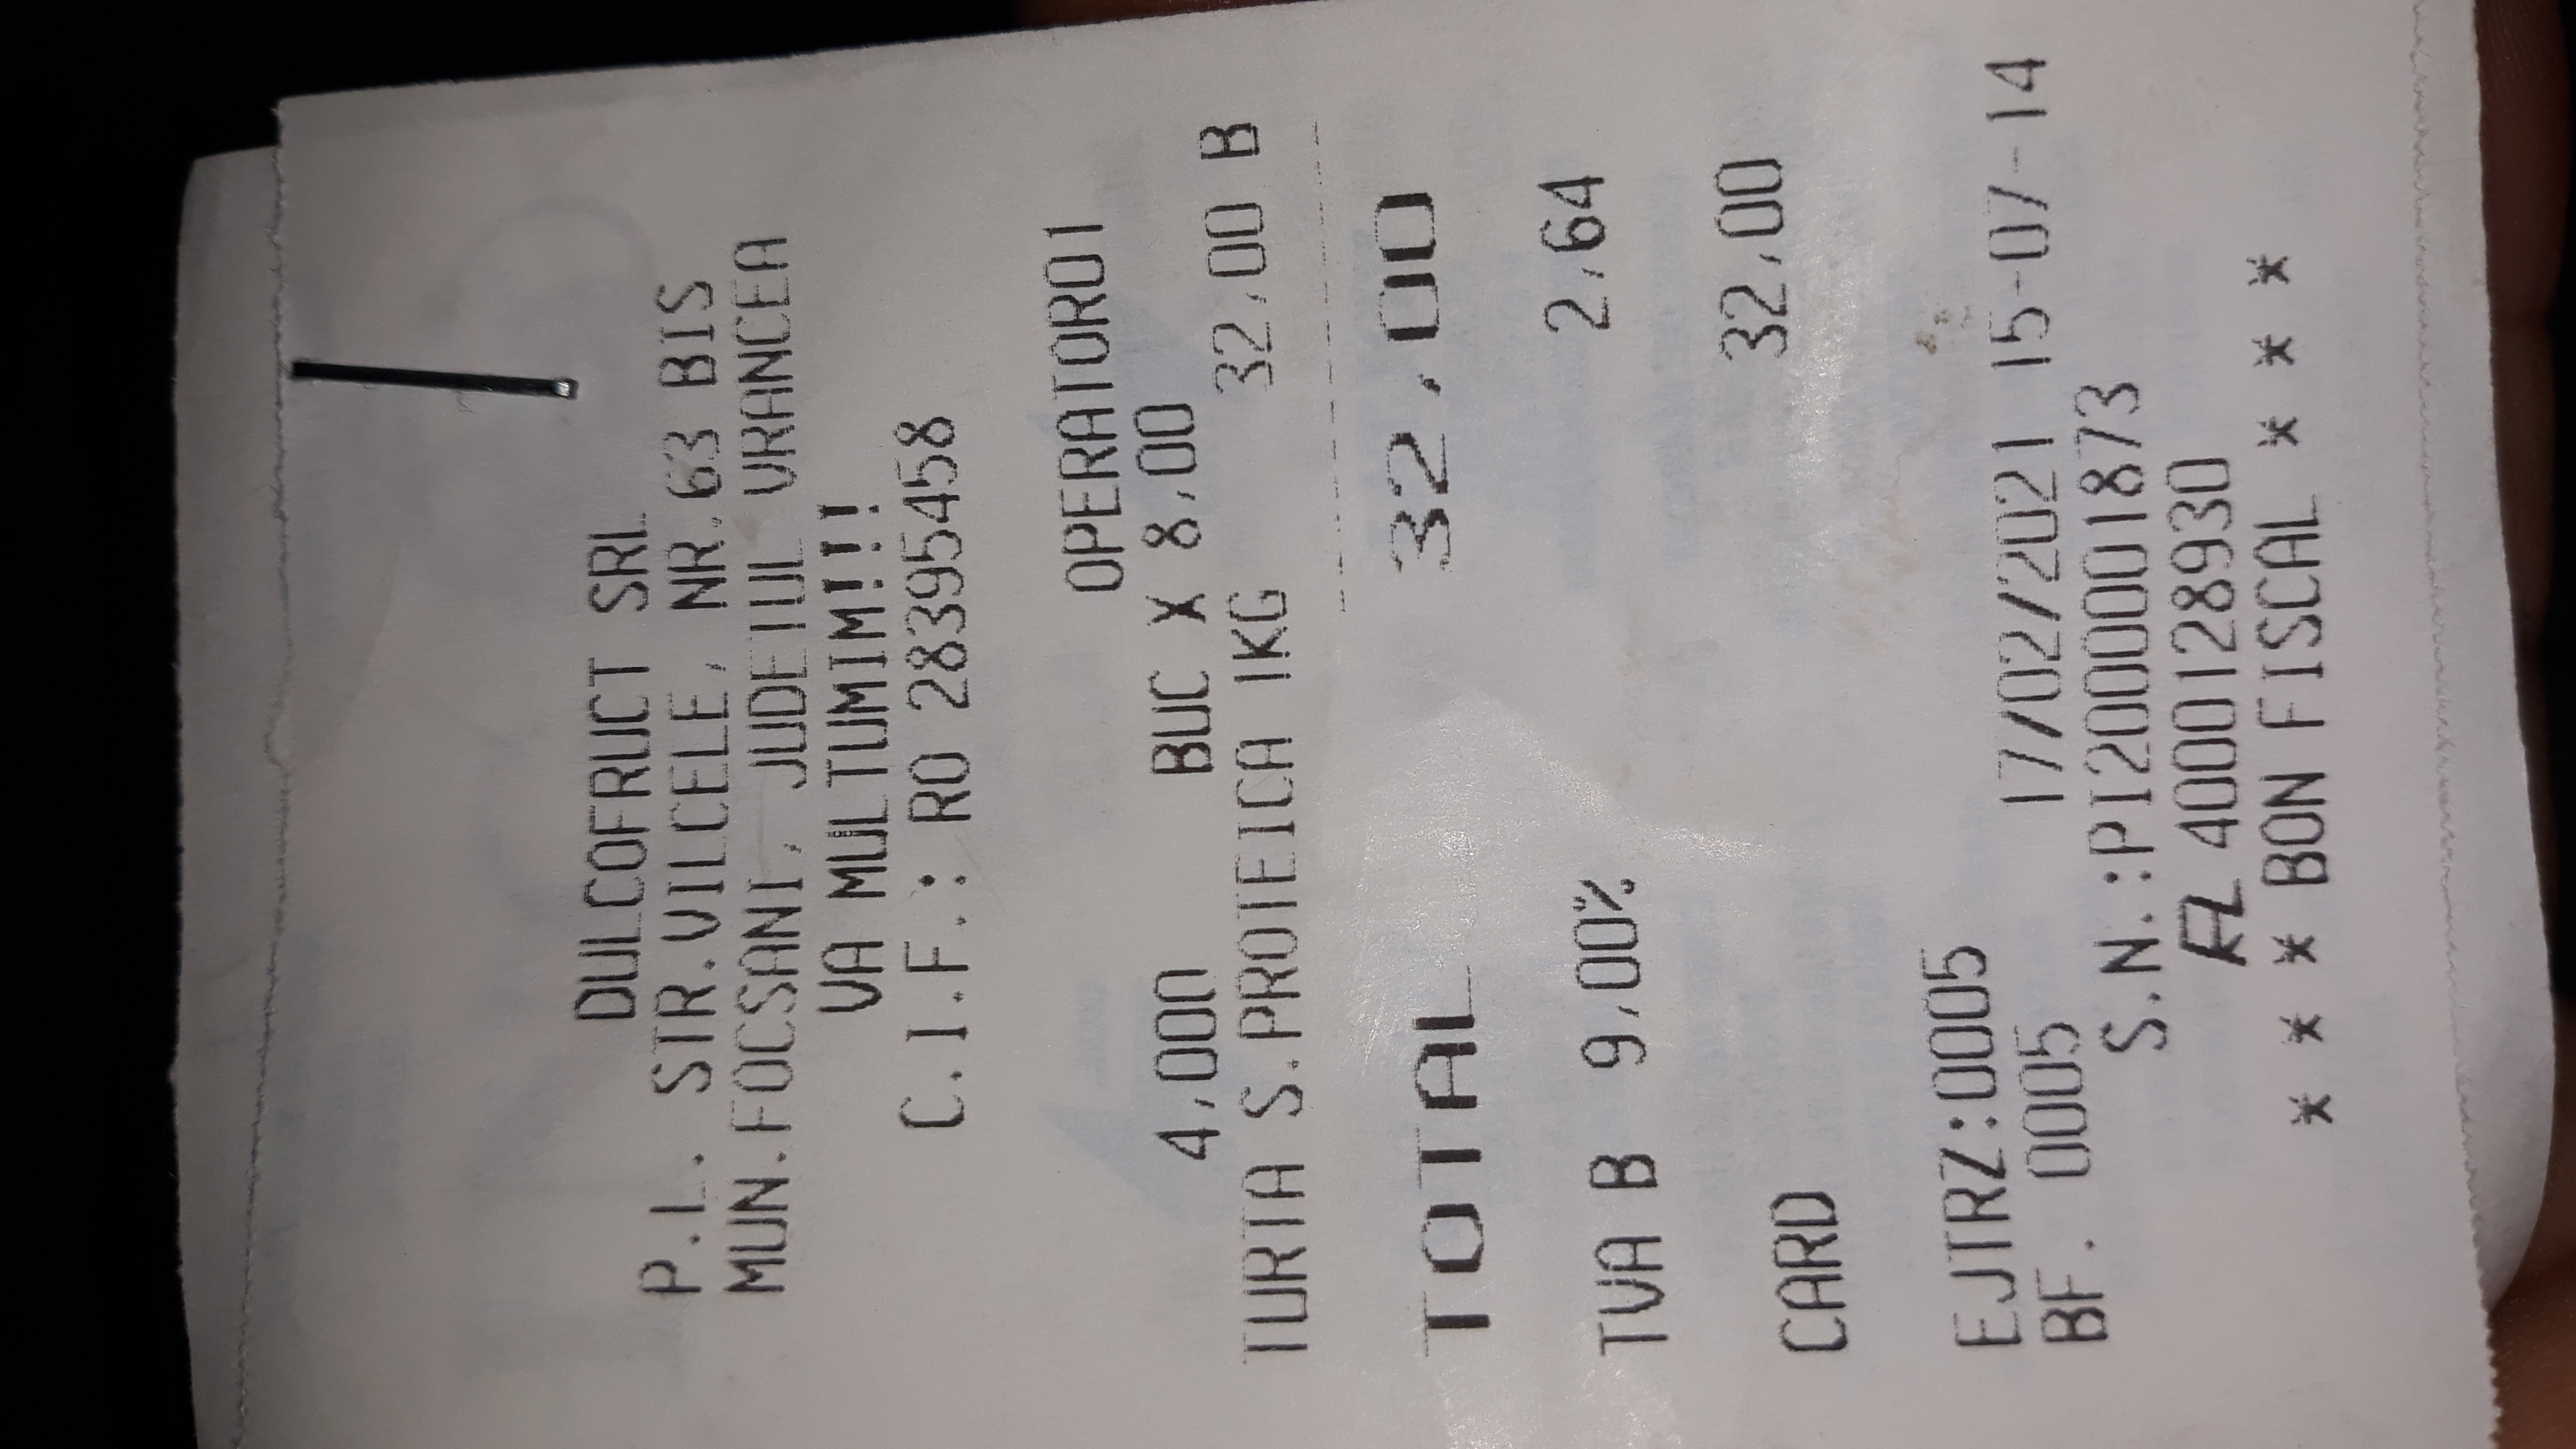 DULCOFRUCT SRL
P.L. STR.VILCELE, NR.63 BIS
MUN.FOCSANI, JUDETUL VRANCEA
VA MULTUMIM!!!
C.I.F.: RO 28395458
OPERATOR01
4,000 BUC X 8,00
TURTA S.PROTEICA 1KG 32,00 B
TOTAL 32,00
TVA B 9,00% 2,64
CARD 32,00
EJTRZ:0005
BF. 0005 17/02/2021 15-07-14
S.N.:PI2000001873
4000128930
* * * BON FISCAL * * *